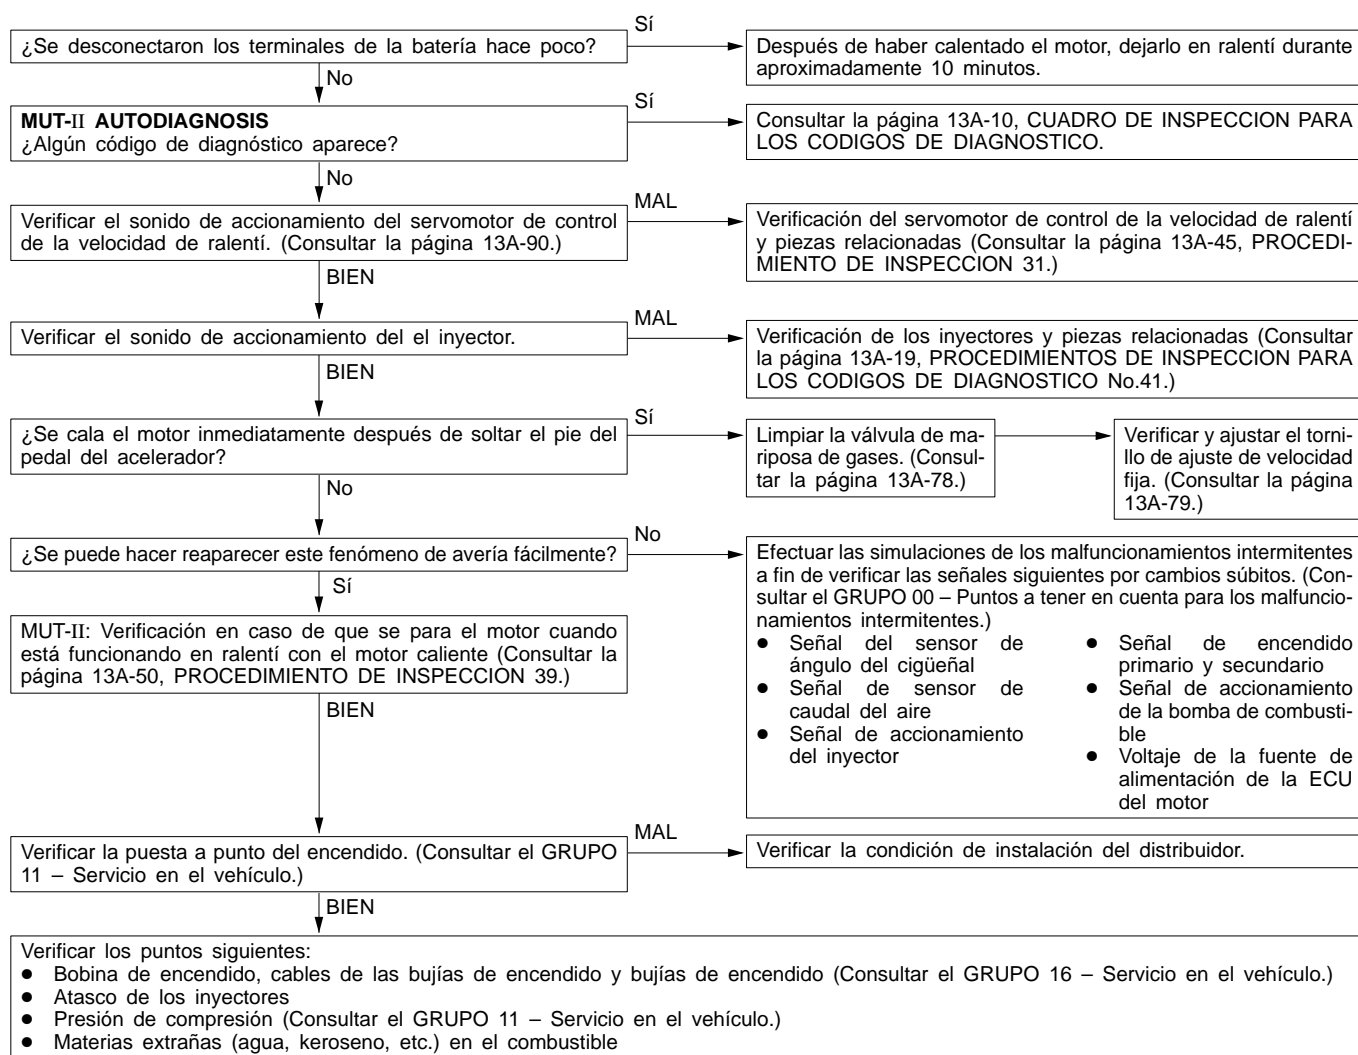 ¿Se desconectaron los terminales de la batería hace poco?
Sí
Después de haber calentado el motor, dejarlo en ralentí durante
aproximadamente 10 minutos.
No
MUT-II AUTODIAGNOSIS
¿Algún código de diagnóstico aparece?
Sí
Consultar la página 13A-10, CUADRO DE INSPECCION PARA
LOS CODIGOS DE DIAGNOSTICO.
No
Verificar el sonido de accionamiento del servomotor de control
de la velocidad de ralentí. (Consultar la página 13A-90.)
MAL
Verificación del servomotor de control de la velocidad de ralentí
y piezas relacionadas (Consultar la página 13A-45, PROCEDI-
MIENTO DE INSPECCION 31.)
BIEN
Verificar el sonido de accionamiento del el inyector.
MAL
Verificación de los inyectores y piezas relacionadas (Consultar
la página 13A-19, PROCEDIMIENTOS DE INSPECCION PARA
LOS CODIGOS DE DIAGNOSTICO No.41.)
BIEN
¿Se cala el motor inmediatamente después de soltar el pie del
pedal del acelerador?
Sí
Limpiar la válvula de ma-
riposa de gases. (Consul-
tar la página 13A-78.)
Verificar y ajustar el torni-
llo de ajuste de velocidad
fija. (Consultar la página
13A-79.)
No
¿Se puede hacer reaparecer este fenómeno de avería fácilmente?
No
Efectuar las simulaciones de los malfuncionamientos intermitentes
a fin de verificar las señales siguientes por cambios súbitos. (Con-
sultar el GRUPO 00 – Puntos a tener en cuenta para los malfuncio-
namientos intermitentes.)
● Señal del sensor de
ángulo del cigüeñal
● Señal de sensor de
caudal del aire
● Señal de accionamiento
del inyector
● Señal de encendido
primario y secundario
● Señal de accionamiento
de la bomba de combusti-
ble
● Voltaje de la fuente de
alimentación de la ECU
del motor
Sí
MUT-II: Verificación en caso de que se para el motor cuando
está funcionando en ralentí con el motor caliente (Consultar la
página 13A-50, PROCEDIMIENTO DE INSPECCION 39.)
BIEN
Verificar la puesta a punto del encendido. (Consultar el GRUPO
11 – Servicio en el vehículo.)
MAL
Verificar la condición de instalación del distribuidor.
BIEN
Verificar los puntos siguientes:
● Bobina de encendido, cables de las bujías de encendido y bujías de encendido (Consultar el GRUPO 16 – Servicio en el vehículo.)
● Atasco de los inyectores
● Presión de compresión (Consultar el GRUPO 11 – Servicio en el vehículo.)
● Materias extrañas (agua, keroseno, etc.) en el combustible